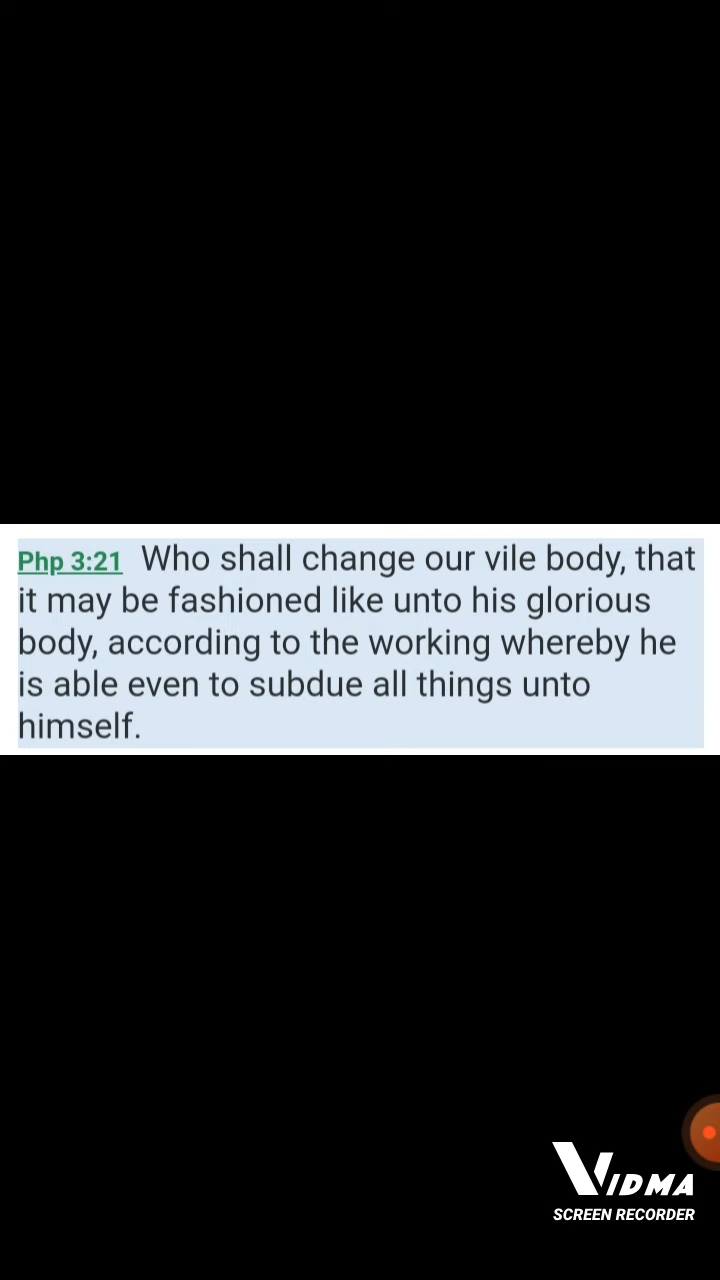 Php 3:21 Who shall change our vile body, that
it may be fashioned like unto his glorious
body, according to the working whereby he
is able even to subdue all things unto
himself.
VIDMA
SCREEN RECORDER